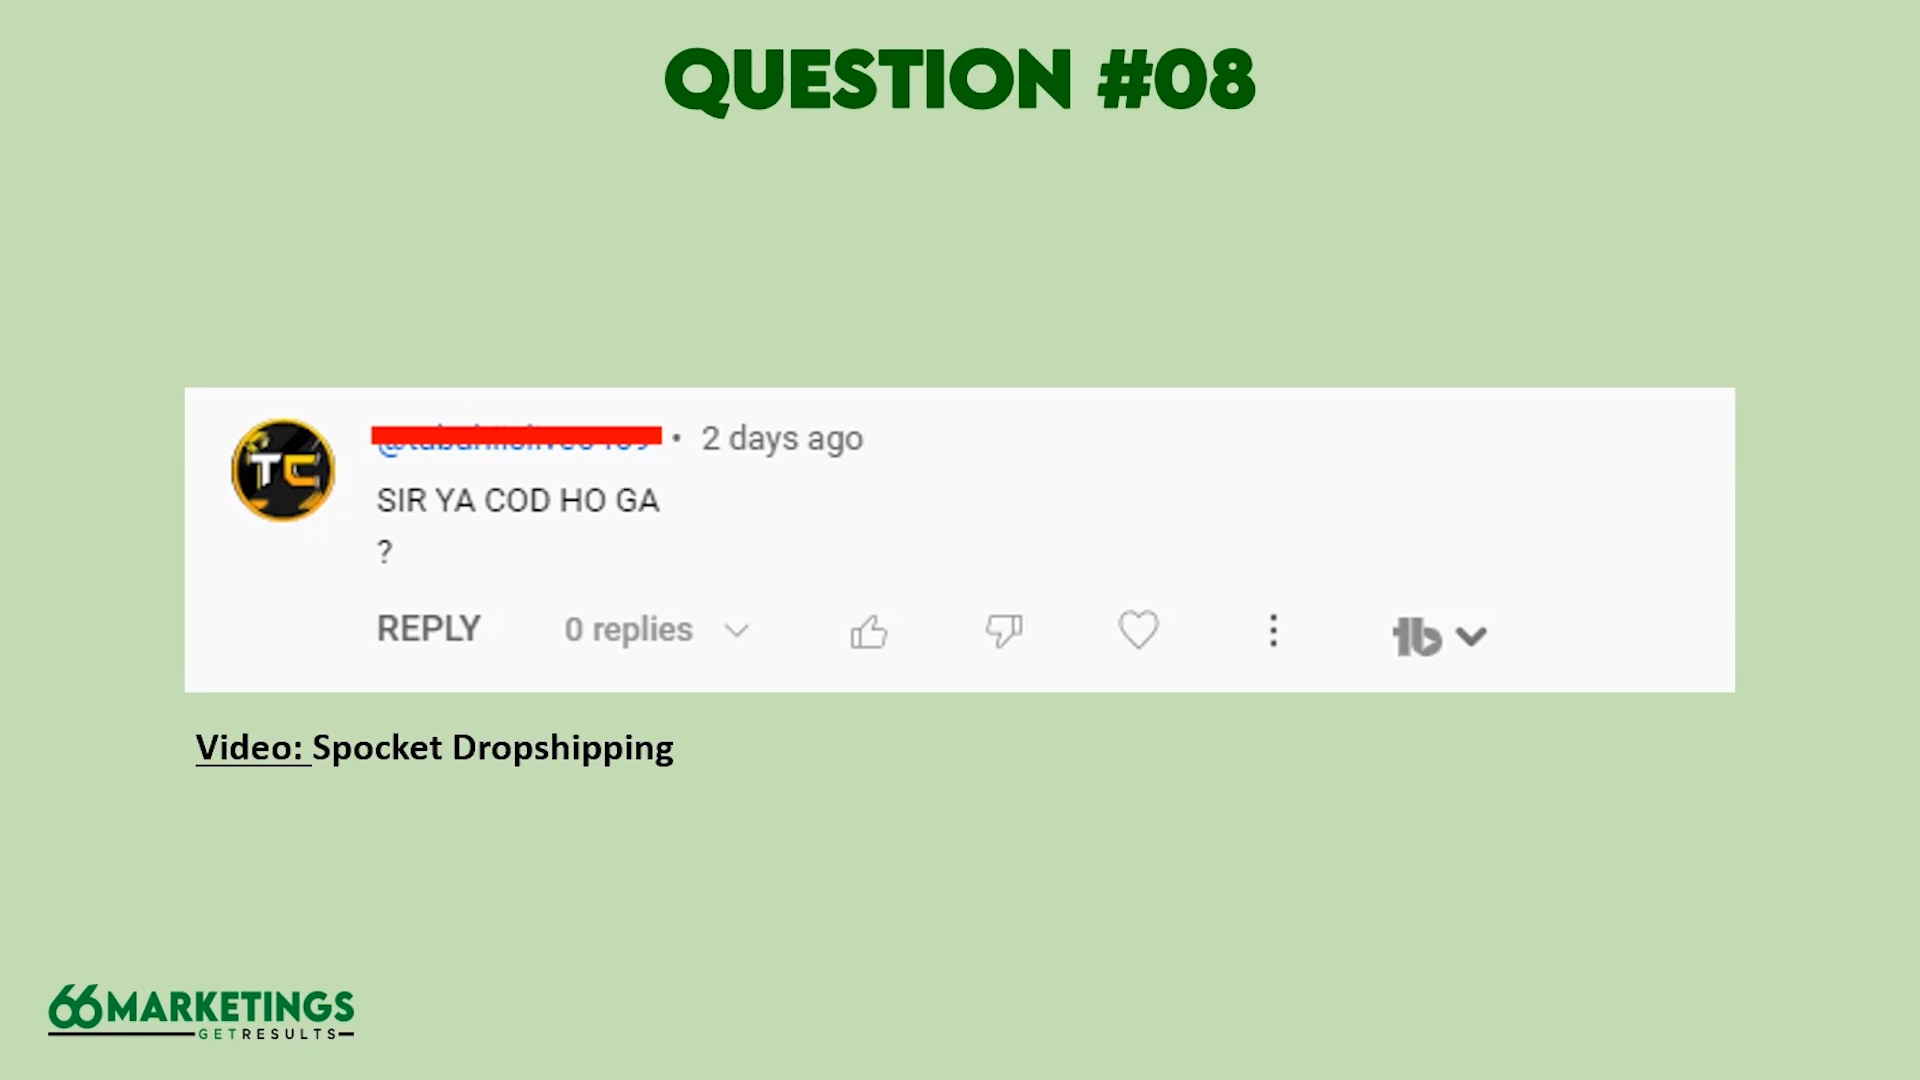 QUESTION #08
TC
• 2 days ago
SIR YA COD HO GA
?
REPLY 0 replies
Video: Spocket Dropshipping
66MARKETINGS
GETRESULTS